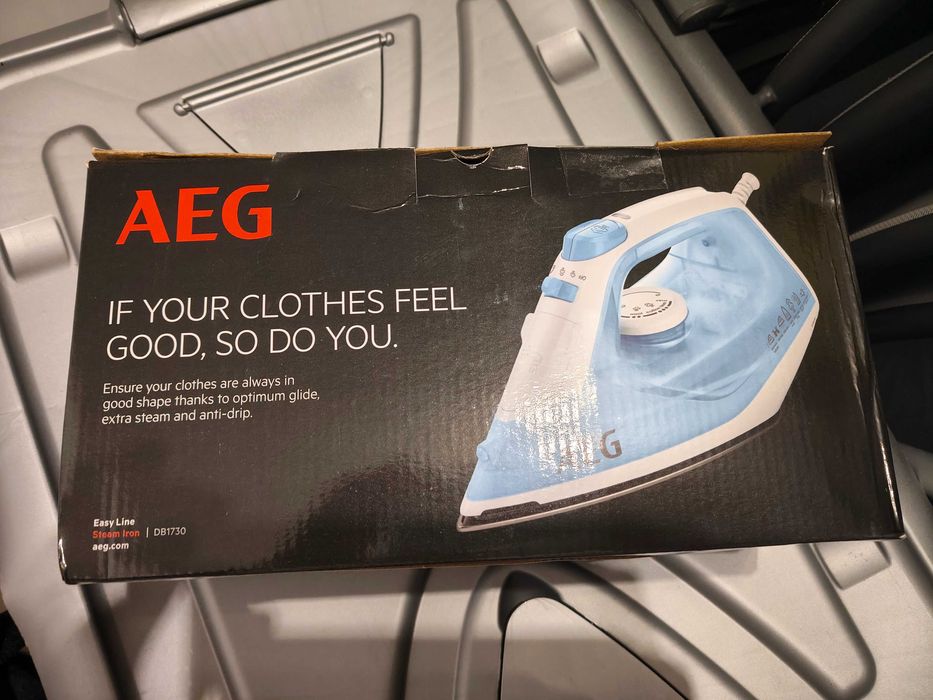 AEG
IF YOUR CLOTHES FEEL
GOOD, SO DO YOU.
Ensure your clothes are always in
good shape thanks to optimum glide,
extra steam and anti-drip.
Easy Line
Steam Iron | DB1730
aeg.com
AEG